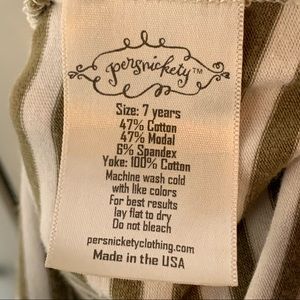 persnickety™
Size: 7 years
47% Cotton
47% Modal
6% Spandex
Yoke: 100% Cotton
Machine wash cold
with like colors
For best results
lay flat to dry
Do not bleach
persnicketyclothing.com
Made in the USA